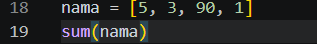 18 nama = [5, 3, 90, 1]
19 sum(nama)